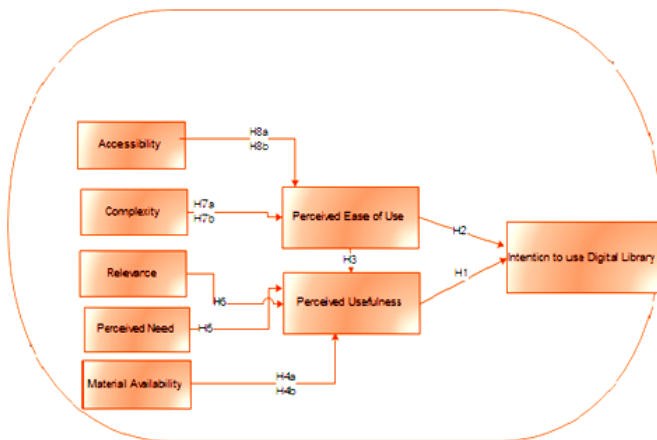 Accessibility
H8a
H8b
Complexity
H7a
H7b
Perceived Ease of Use
H2
Intention to use Digital Library
H3
Relevance
H6
Perceived Usefulness
H1
Perceived Need
H5
Material Availability
H4a
H4b